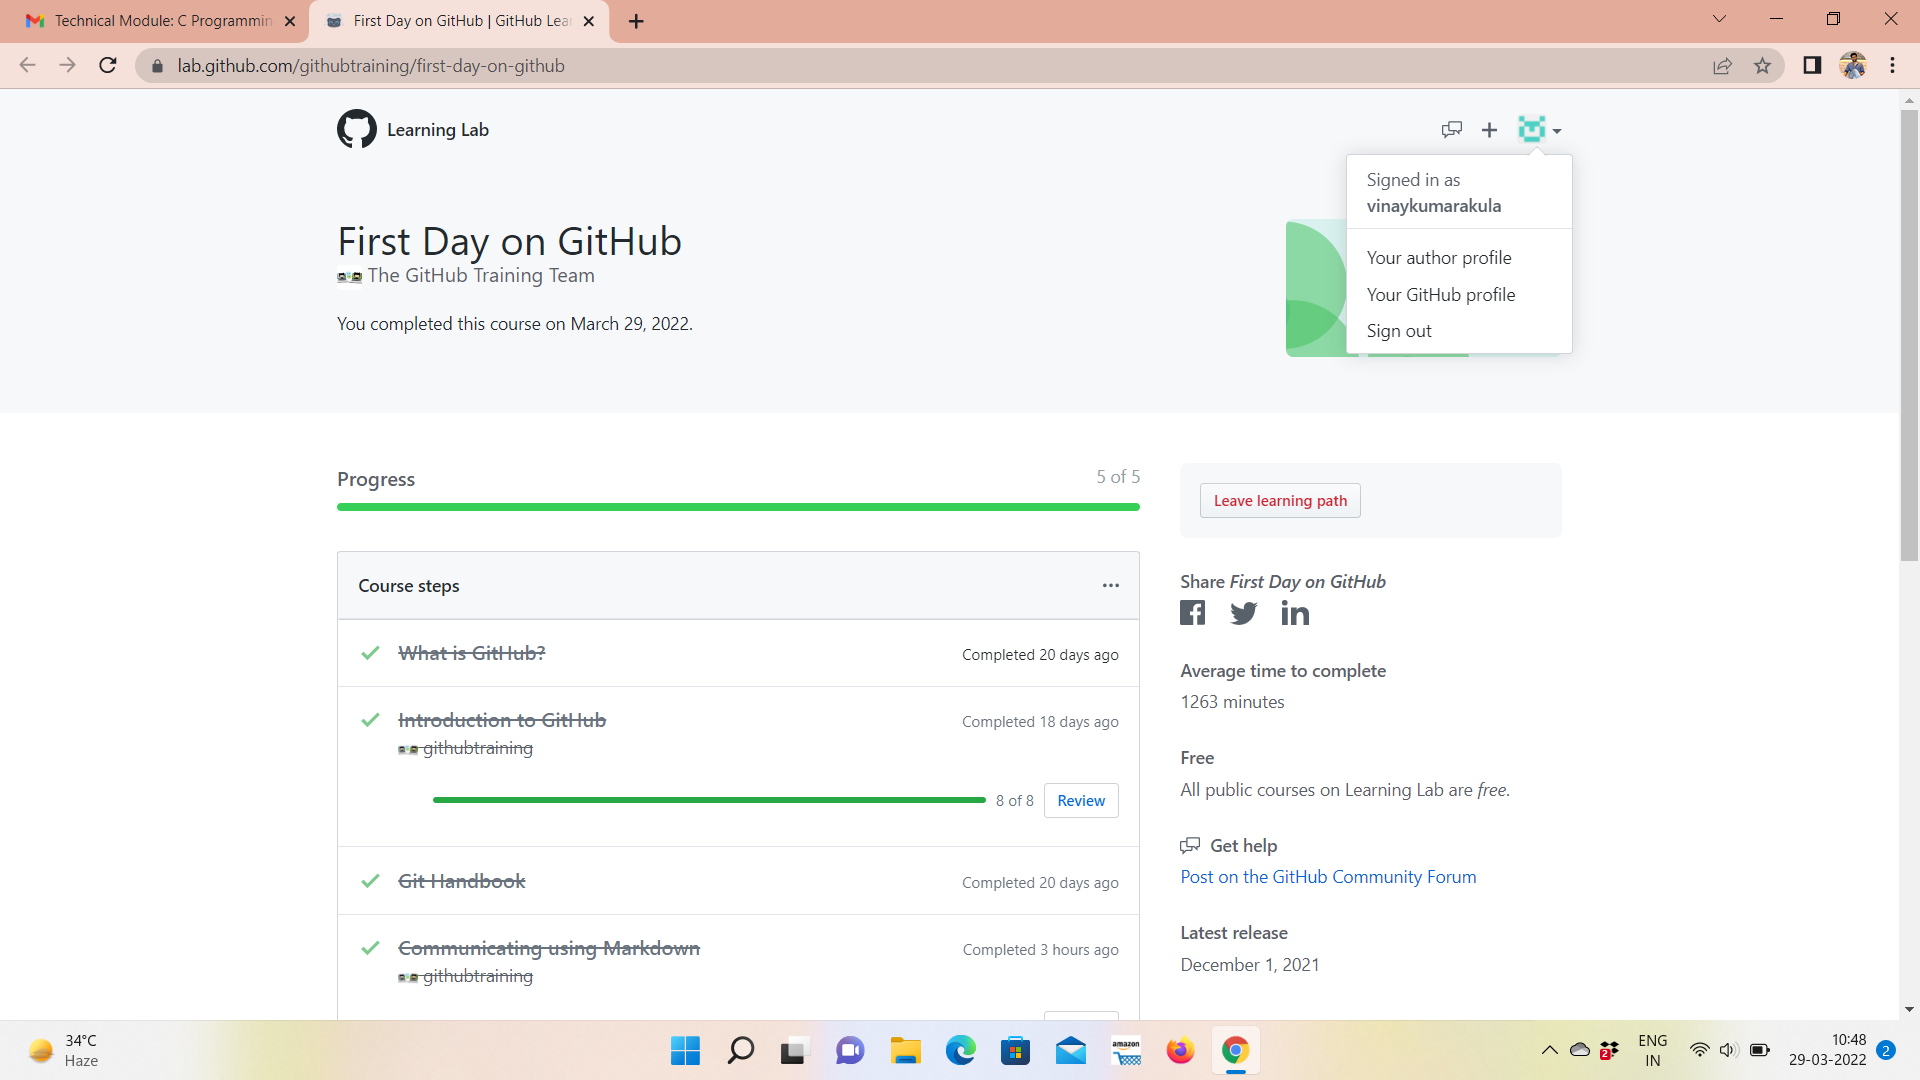 Technical Module: C Programmin
First Day on GitHub | GitHub Lea
lab.github.com/githubtraining/first-day-on-github
Learning Lab
Signed in as
vinaykumarakula
Your author profile
Your GitHub profile
Sign out
First Day on GitHub
The GitHub Training Team
You completed this course on March 29, 2022.
Progress
5 of 5
Course steps
What is GitHub?
Completed 20 days ago
Introduction to GitHub
Completed 18 days ago
githubtraining
8 of 8
Review
Git Handbook
Completed 20 days ago
Communicating using Markdown
Completed 3 hours ago
githubtraining
Leave learning path
Share First Day on GitHub
Average time to complete
1263 minutes
Free
All public courses on Learning Lab are free.
Get help
Post on the GitHub Community Forum
Latest release
December 1, 2021
34°C
Haze
amazon
2
ENG
IN
10:48
29-03-2022
2